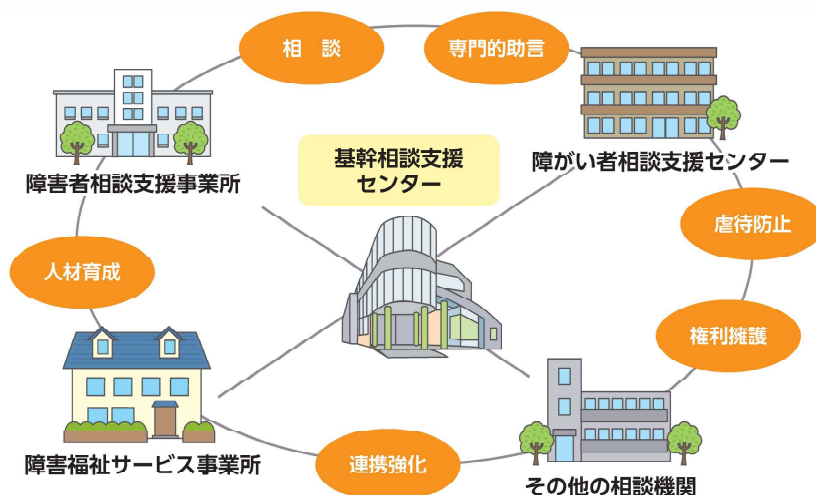 相　談
専門的助言
障害者相談支援事業所
基幹相談支援
センター
障がい者相談支援センター
虐待防止
人材育成
権利擁護
障害福祉サービス事業所
連携強化
その他の相談機関